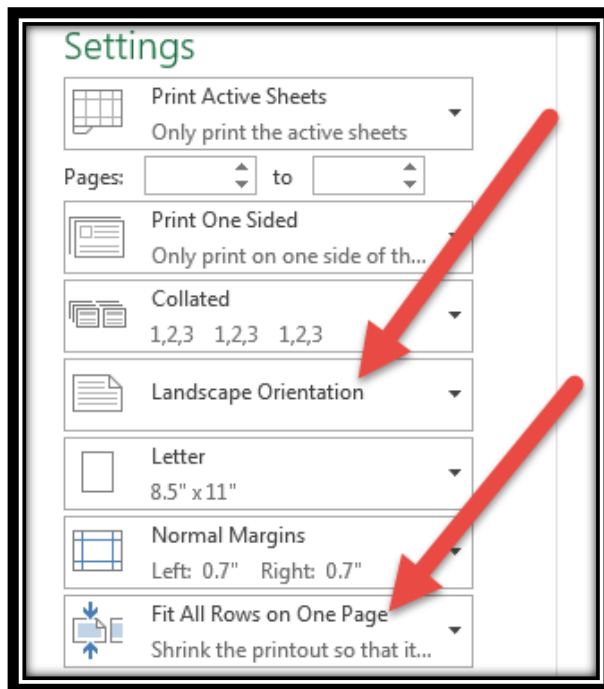 Settings
Print Active Sheets
Only print the active sheets
Pages: to
Print One Sided
Only print on one side of th...
Collated
1,2,3 1,2,3 1,2,3
Landscape Orientation
Letter
8.5" x 11"
Normal Margins
Left: 0.7" Right: 0.7"
Fit All Rows on One Page
Shrink the printout so that it...